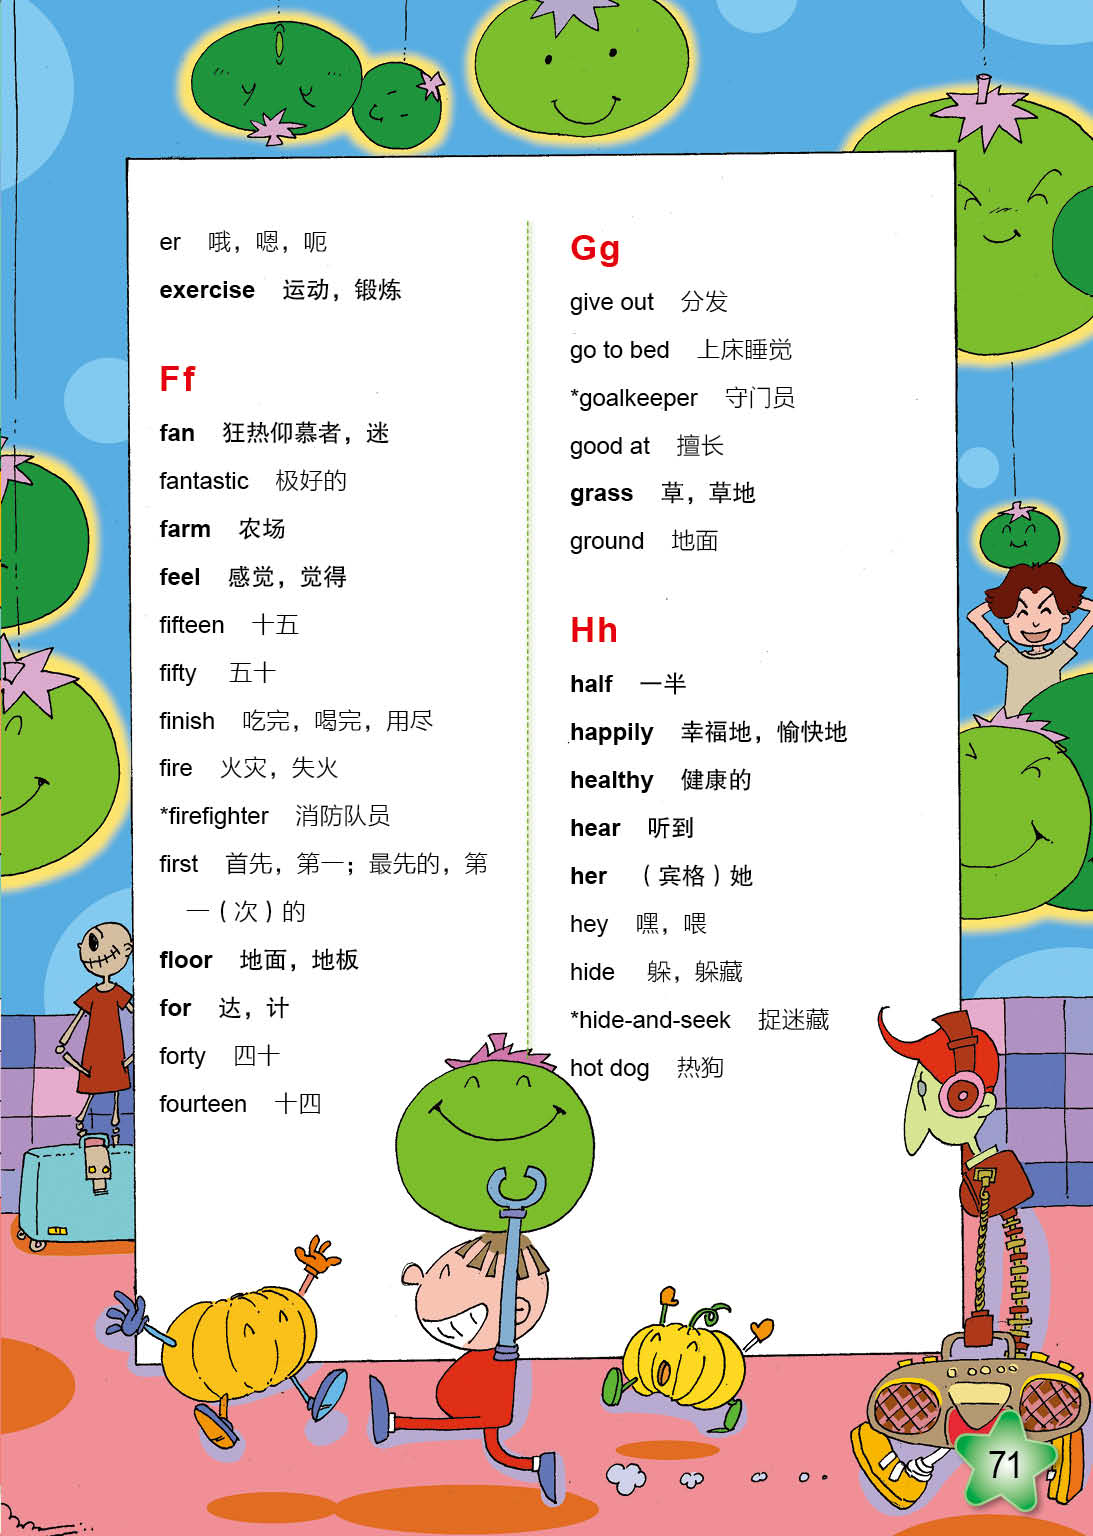 er 哦，嗯，呃
exercise 运动，锻炼
Ff
fan 狂热仰慕者，迷
fantastic 极好的
farm 农场
feel 感觉，觉得
fifteen 十五
fifty 五十
finish 吃完，喝完，用尽
fire 火灾，失火
*firefighter 消防队员
first 首先，第一；最先的，第
一（次）的
floor 地面，地板
for 达，计
forty 四十
fourteen 十四
Gg
give out 分发
go to bed 上床睡觉
*goalkeeper 守门员
good at 擅长
grass 草，草地
ground 地面
Hh
half 一半
happily 幸福地，愉快地
healthy 健康的
hear 听到
her （宾格）她
hey 嘿，喂
hide 躲，躲藏
*hide-and-seek 捉迷藏
hot dog 热狗
71